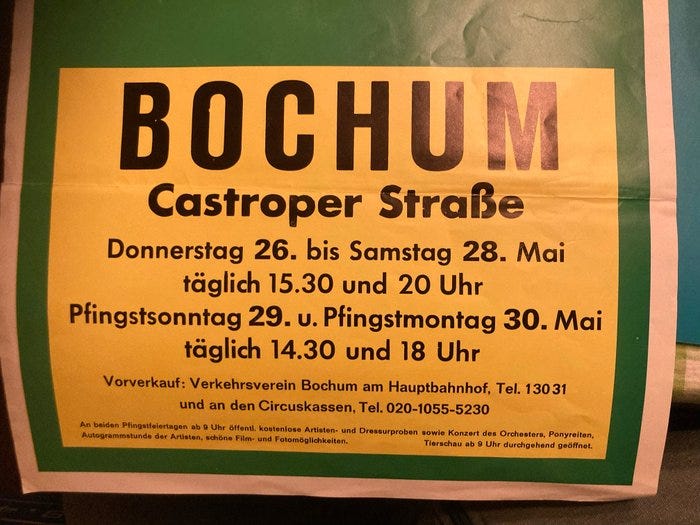 BOCHUM
Castroper Straße
Donnerstag 26. bis Samstag 28. Mai
täglich 15.30 und 20 Uhr
Pfingstsonntag 29. u. Pfingstmontag 30. Mai
täglich 14.30 und 18 Uhr
Vorverkauf: Verkehrsverein Bochum am Hauptbahnhof, Tel. 13031
und an den Circuskassen, Tel. 020-1055-5230
An beiden Pfingstfeiertagen ab 9 Uhr öffentl. kostenlose Artisten- und Dressurproben sowie Konzert des Orchesters, Ponyreiten,
Autogrammstunde der Artisten, schöne Film- und Fotomöglichkeiten. Tierschau ab 9 Uhr durchgehend geöffnet.